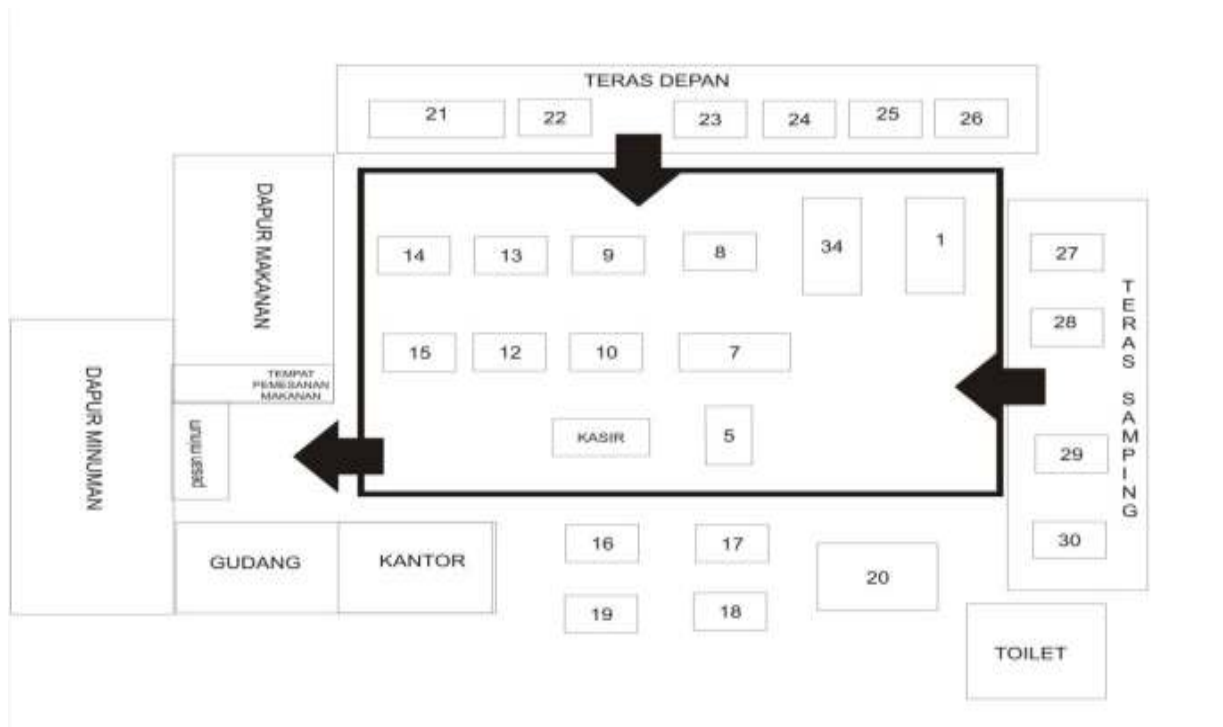 TERAS DEPAN
21
22
23
24
25
26
DAPUR MAKANAN
14
13
9
8
34
1
27
28
TERAS SAMPING
15
12
10
7
TEMPAT
PEMESANAN
MAKANAN
DAPUR MINUMAN
pesan minum
KASIR
5
29
30
GUDANG
KANTOR
16
17
20
19
18
TOILET